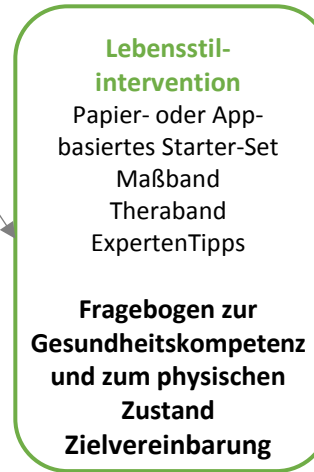 Lebensstil-
intervention
Papier- oder App-
basiertes Starter-Set
Maßband
Theraband
ExpertenTipps
Fragebogen zur
Gesundheitskompetenz
und zum physischen
Zustand
Zielvereinbarung